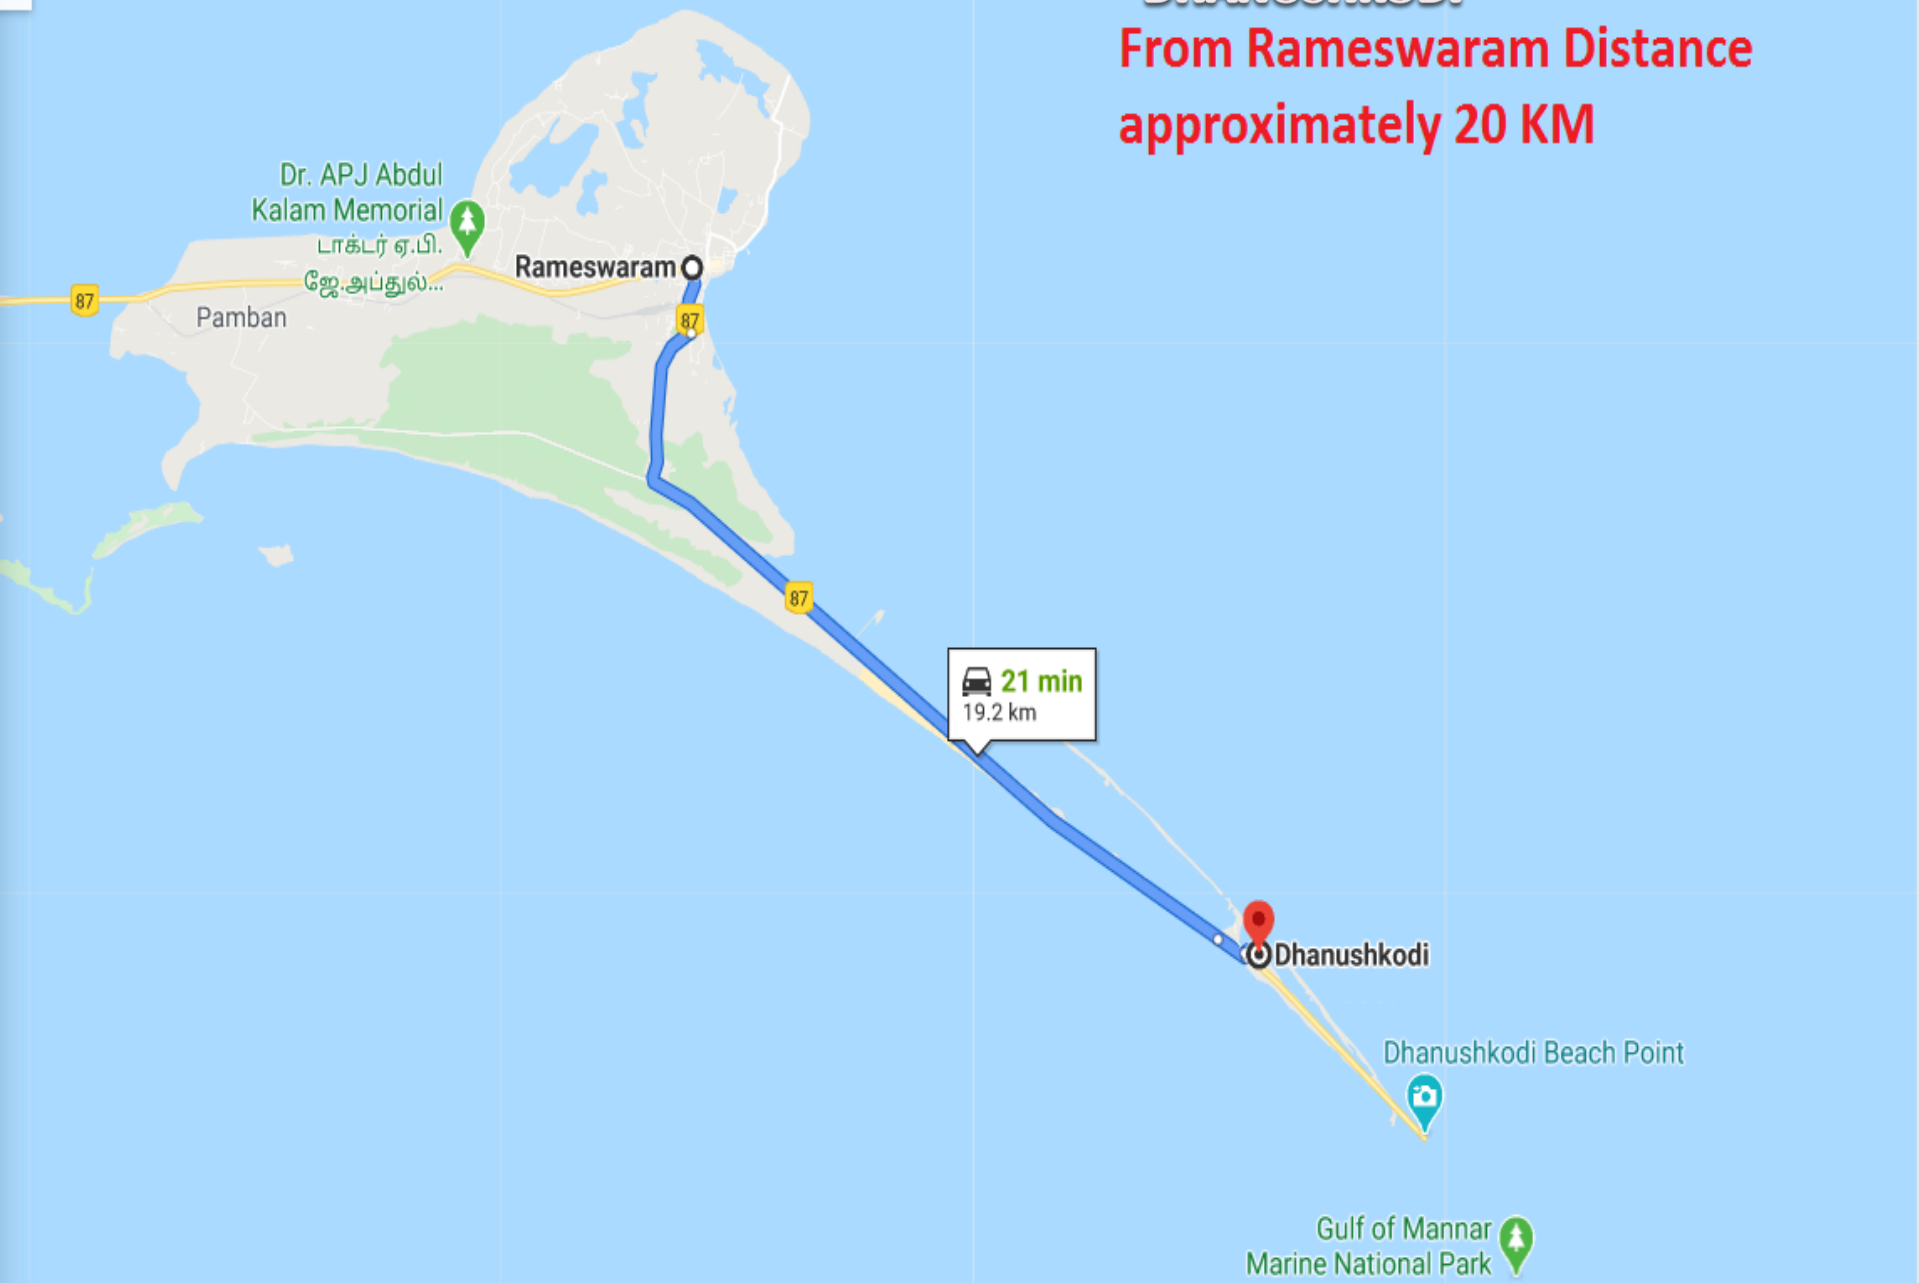 DHANUSHKODI
From Rameswaram Distance
approximately 20 KM
Dr. APJ Abdul
Kalam Memorial
டாக்டர் ஏ.பி.
ஜே.அப்துல்...
Rameswaram
87
87
Pamban
87
21 min
19.2 km
Dhanushkodi
Dhanushkodi Beach Point
Gulf of Mannar
Marine National Park